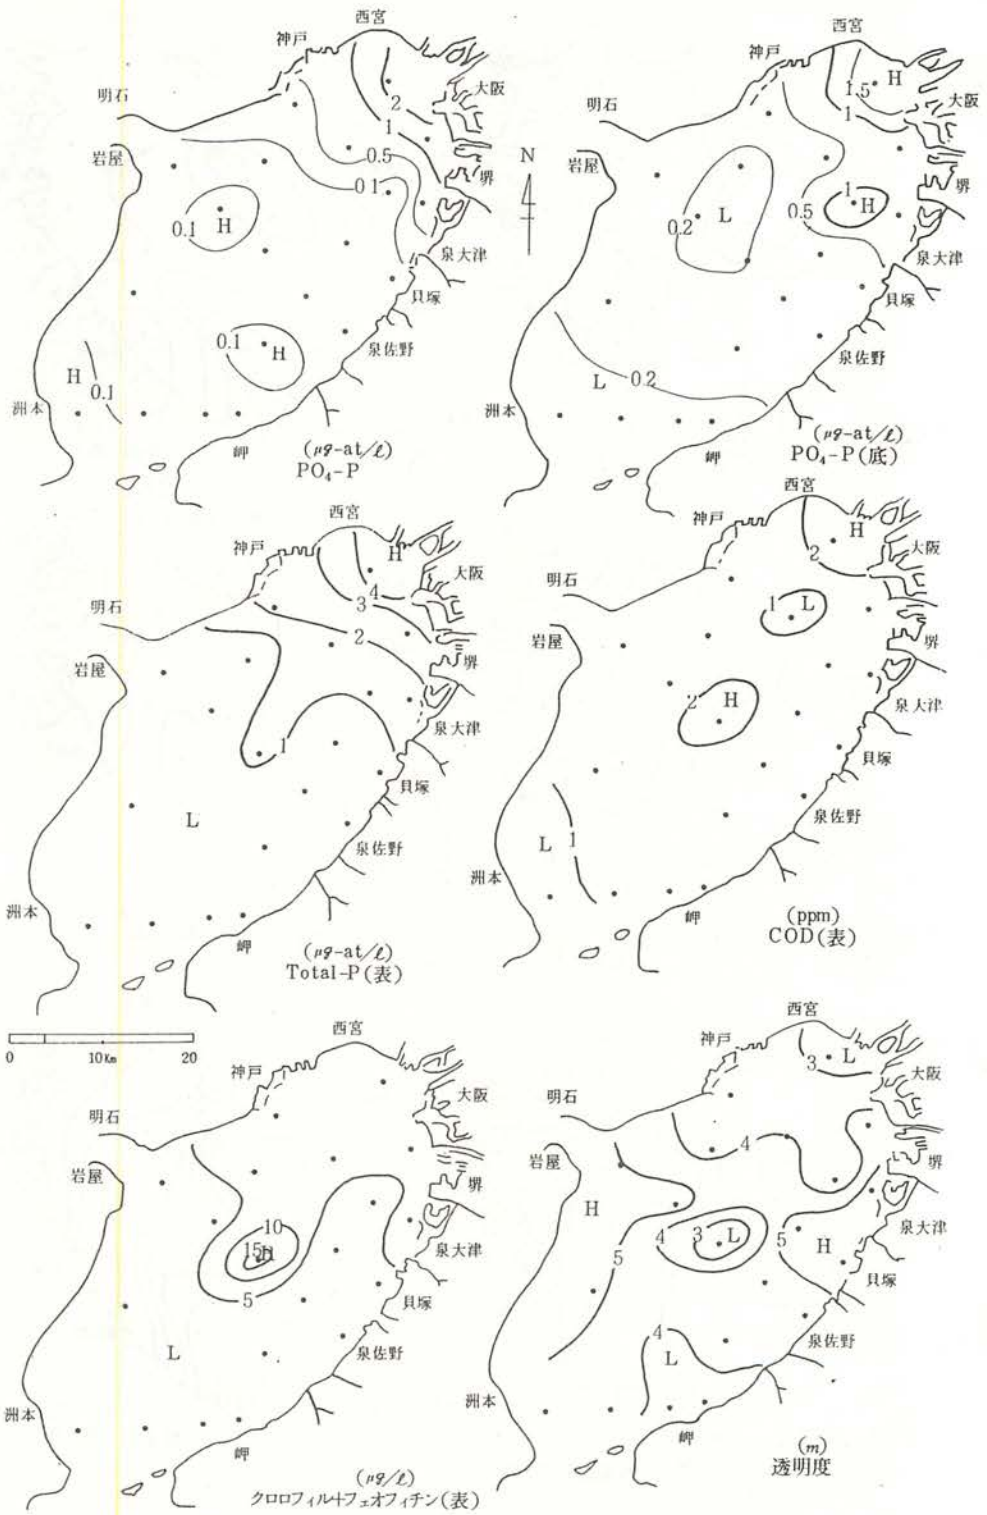 西宮
神戸
2
大阪
明石
1
岩屋
0.5
0.1
堺
0.1
H
泉大津
貝塚
0.1
H
泉佐野
H
0.1
洲本
岬
(μg-at/ℓ)
PO₄-P
N
西宮
神戸
H
1.5
大阪
明石
1
岩屋
1
H
堺
L
0.2
0.5
泉大津
貝塚
泉佐野
L
0.2
洲本
岬
(μg-at/ℓ)
PO₄-P(底)
西宮
神戸
H
大阪
4
3
明石
2
岩屋
堺
泉大津
1
貝塚
L
泉佐野
洲本
岬
(μg-at/ℓ)
Total-P(表)
西宮
神戸
H
2
大阪
明石
1
L
岩屋
堺
2
H
泉大津
貝塚
泉佐野
L
1
洲本
岬
(ppm)
COD(表)
0
10Km
20
西宮
神戸
大阪
明石
岩屋
堺
10
15
H
泉大津
5
貝塚
L
泉佐野
洲本
岬
(μg/ℓ)
クロロフィル+フェオフィチン(表)
西宮
神戸
3
L
大阪
明石
4
岩屋
堺
H
4
3
L
5
泉大津
5
H
貝塚
4
L
泉佐野
洲本
岬
(m)
透明度